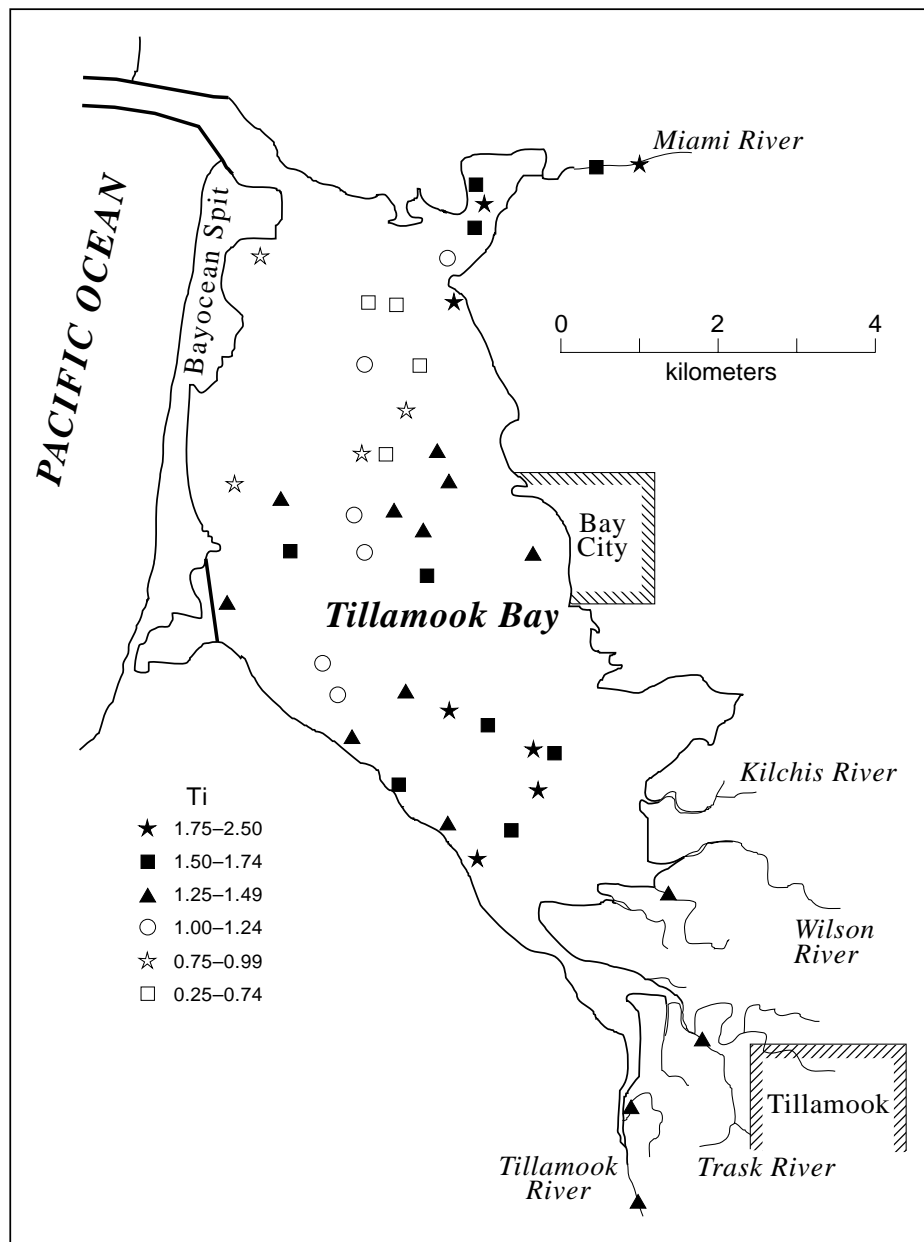 Miami River
PACIFIC OCEAN
Bayocean Spit
0 2 4
kilometers
Bay
City
Tillamook Bay
Kilchis River
Ti
1.75–2.50
1.50–1.74
1.25–1.49
1.00–1.24
0.75–0.99
0.25–0.74
Wilson
River
Tillamook
Tillamook
River
Trask River